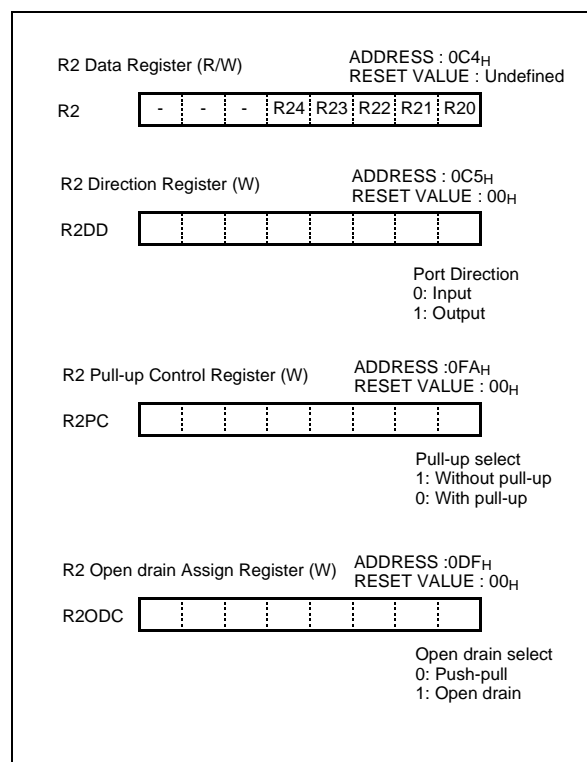 R2 Data Register (R/W)
ADDRESS : 0C4H
RESET VALUE : Undefined
R2
- - - R24 R23 R22 R21 R20
R2 Direction Register (W)
ADDRESS : 0C5H
RESET VALUE : 00H
R2DD
Port Direction
0: Input
1: Output
R2 Pull-up Control Register (W)
ADDRESS :0FAH
RESET VALUE : 00H
R2PC
Pull-up select
1: Without pull-up
0: With pull-up
R2 Open drain Assign Register (W)
ADDRESS :0DFH
RESET VALUE : 00H
R2ODC
Open drain select
0: Push-pull
1: Open drain